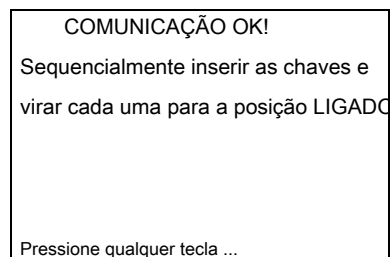 COMUNICAÇÃO OK!
Sequencialmente inserir as chaves e
virar cada uma para a posição LIGADO
Pressione qualquer tecla ...